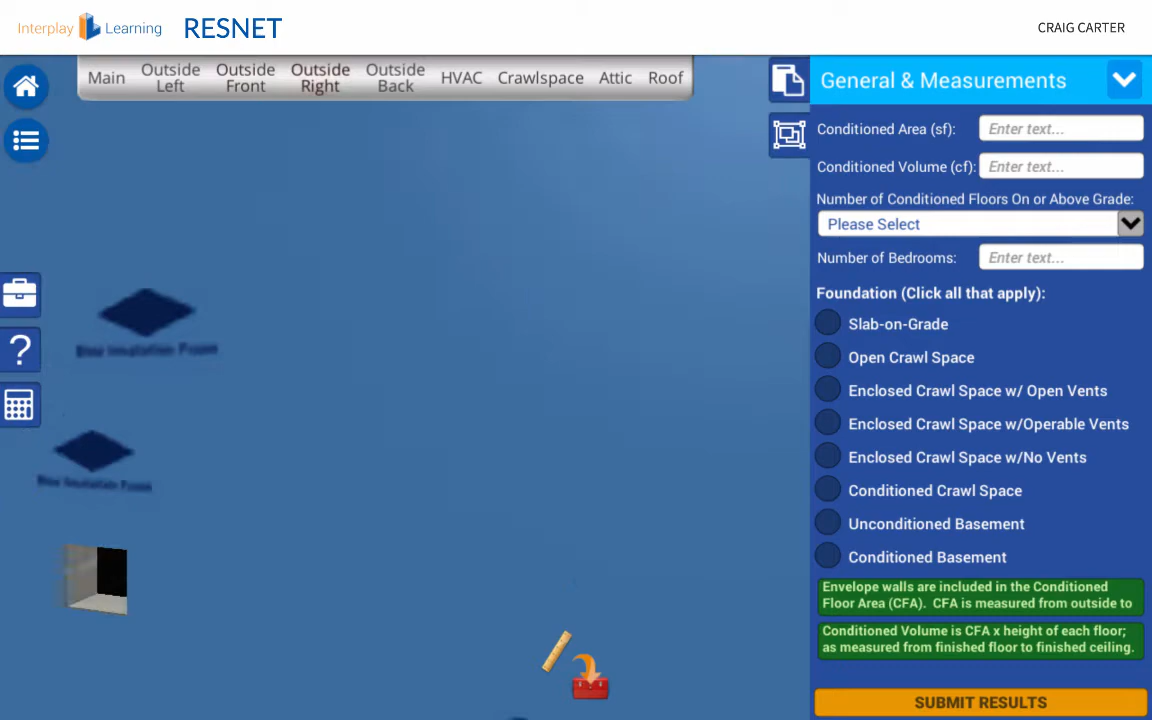 Interplay Learning RESNET
CRAIG CARTER
Main
Outside Left
Outside Front
Outside Right
Outside Back
HVAC
Crawlspace
Attic
Roof
General & Measurements
Conditioned Area (sf): Enter text...
Conditioned Volume (cf): Enter text...
Number of Conditioned Floors On or Above Grade:
Please Select
Number of Bedrooms: Enter text...
Foundation (Click all that apply):
Slab-on-Grade
Open Crawl Space
Enclosed Crawl Space w/ Open Vents
Enclosed Crawl Space w/Operable Vents
Enclosed Crawl Space w/No Vents
Conditioned Crawl Space
Unconditioned Basement
Conditioned Basement
Envelope walls are included in the Conditioned
Floor Area (CFA). CFA is measured from outside to
Conditioned Volume is CFA x height of each floor;
as measured from finished floor to finished ceiling.
SUBMIT RESULTS
?